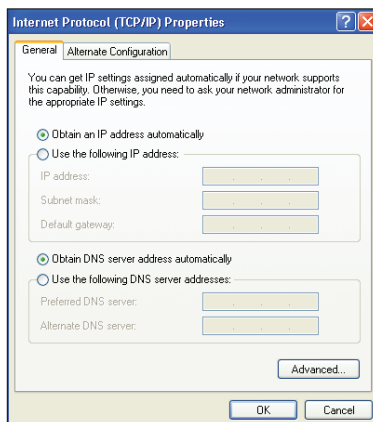 Internet Protocol (TCP/IP) Properties
General
Alternate Configuration
You can get IP settings assigned automatically if your network supports
this capability. Otherwise, you need to ask your network administrator for
the appropriate IP settings.
Obtain an IP address automatically
Use the following IP address:
IP address:
Subnet mask:
Default gateway:
Obtain DNS server address automatically
Use the following DNS server addresses:
Preferred DNS server:
Alternate DNS server:
Advanced...
OK
Cancel